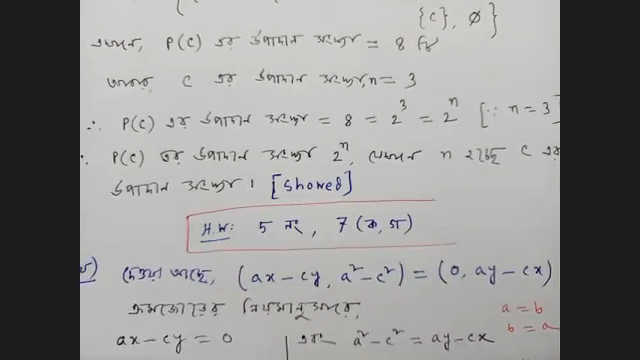 {C}, ∅}
এখানে, P(C) এর উপাদান সংখ্যা = 8 টি
আবার, C এর উপাদান সংখ্যা, n = 3
∴ P(C) এর উপাদান সংখ্যা = 8 = 2³ = 2ⁿ [∵ n = 3]
∴ P(C) এর উপাদান সংখ্যা 2ⁿ, যেখানে n হচ্ছে C এর
উপাদান সংখ্যা। [Showed]
H.W: 5 নং, 7 (ক, গ)
দেওয়া আছে, (ax – cy, a² – c²) = (0, ay – cx)
ক্রমজোড়ের নিয়মানুসারে,
a = b
b = a
ax – cy = 0 | এবং a² – c² = ay – cx